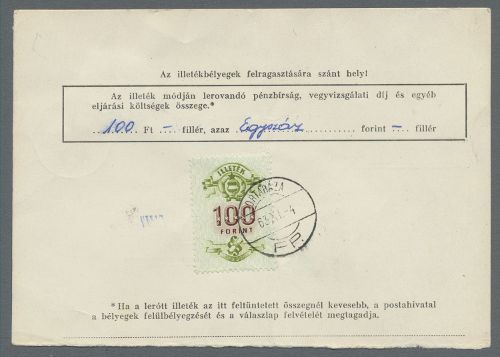 Az illetékbélyegek felragasztására szánt hely!
Az illeték módján lerovandó pénzbírság, vegyvizsgálati díj és egyéb
eljárási költségek összege.*
100 Ft — fillér, azaz Egyszáz forint — fillér
ILLETÉK
100
FORINT
* Ha a lerótt illeték az itt feltüntetett összegnél kevesebb, a postahivatal
a bélyegek felülbélyegzését és a válaszlap felvételét megtagadja.